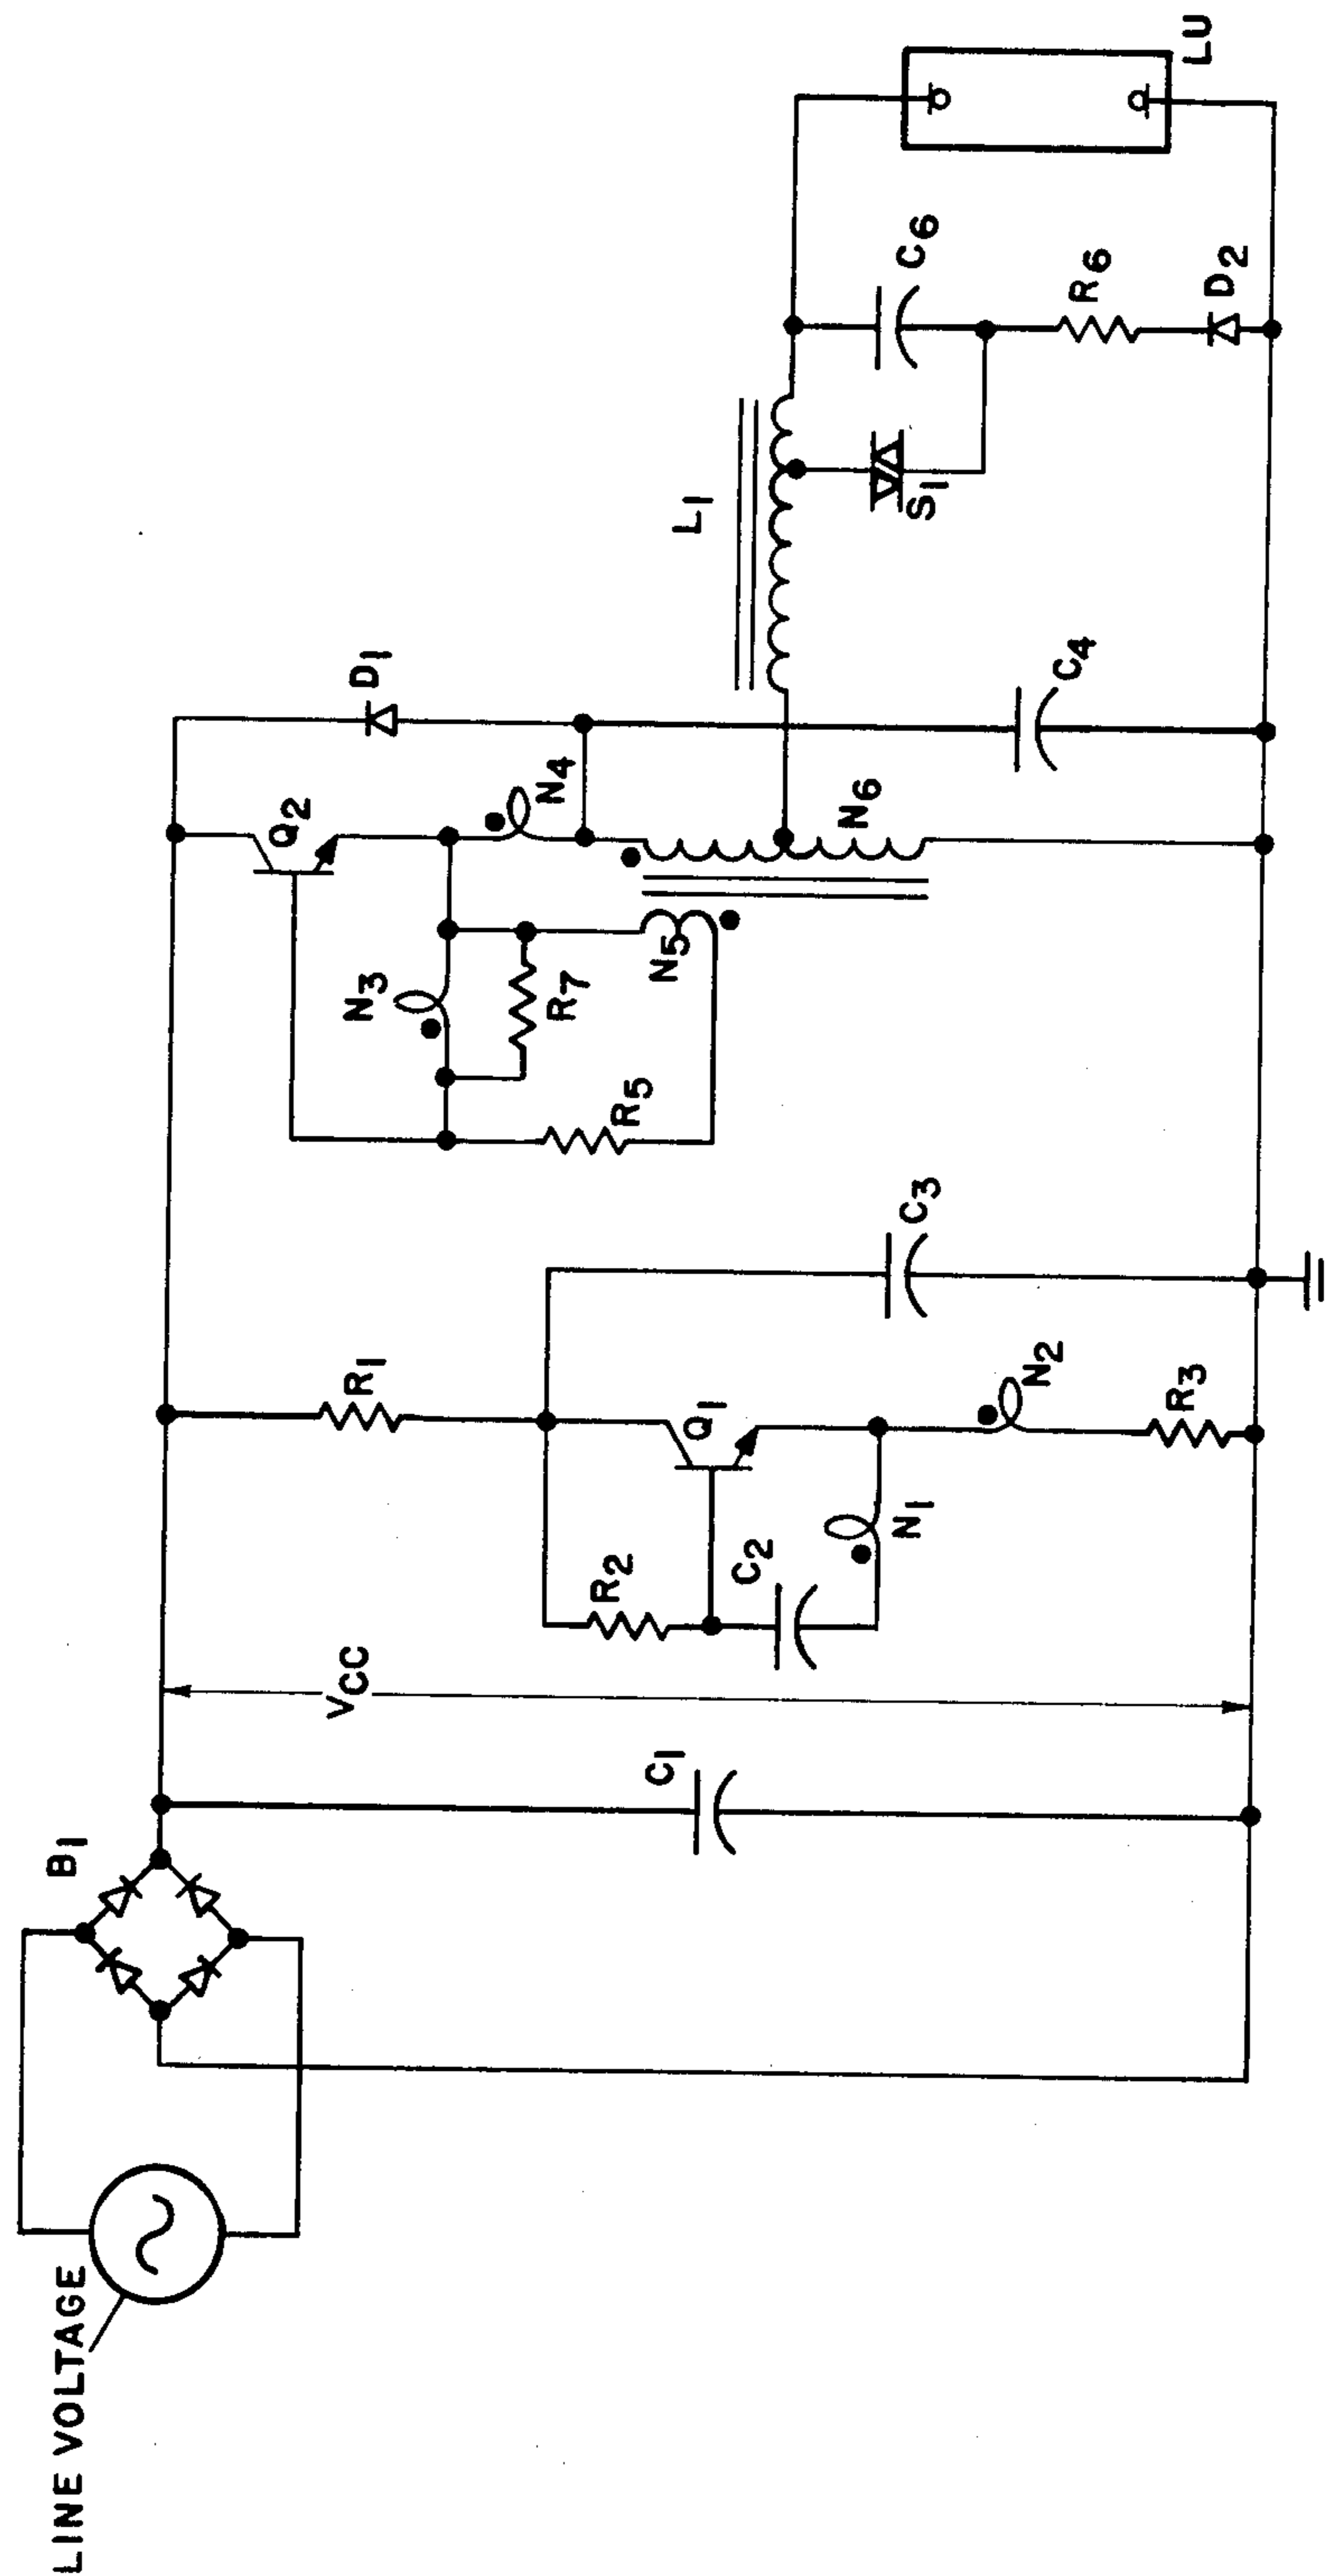 LINE VOLTAGE
B1
C1
VCC
R2
C2
N1
R1
Q1
N2
R3
C3
R5
N3
R7
N5
Q2
N4
N6
D1
C4
L1
S1
C6
R6
D2
LU